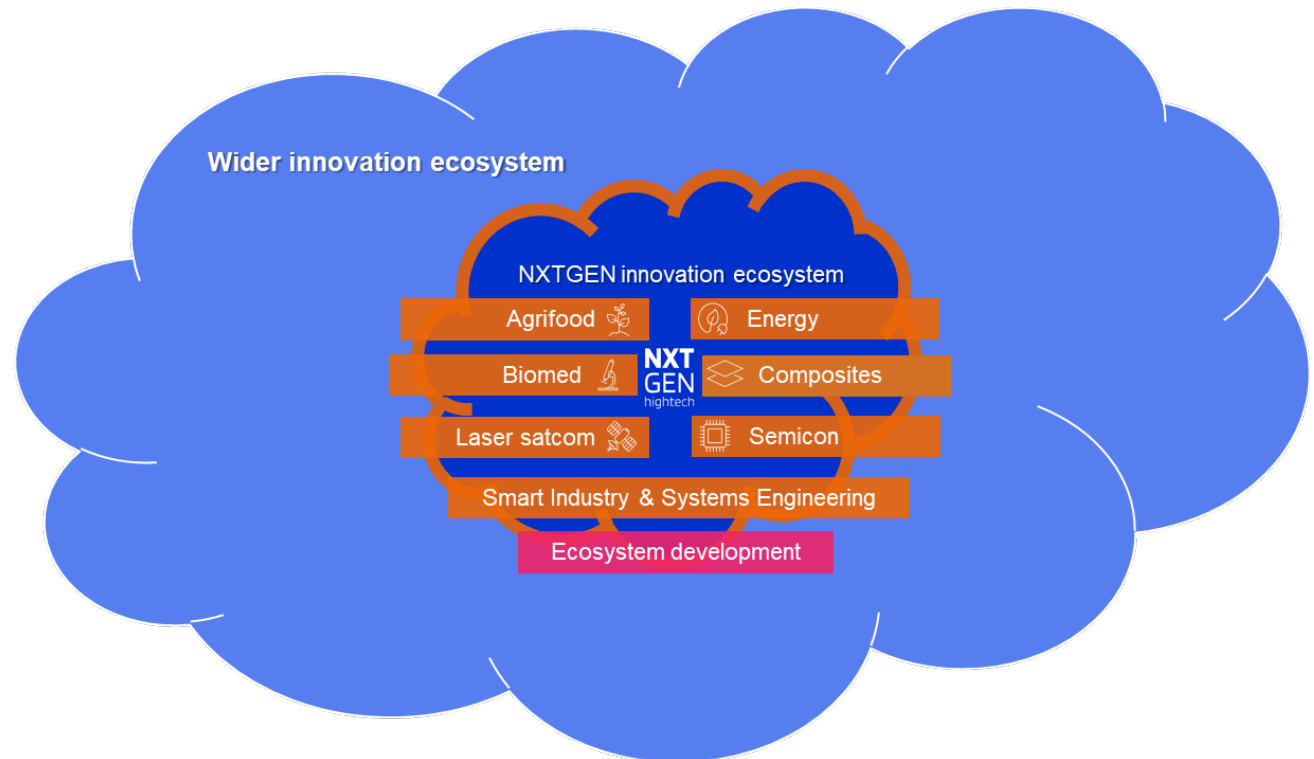 Wider innovation ecosystem
NXTGEN innovation ecosystem
Agrifood
Energy
Biomed
NXT
GEN
hightech
Composites
Laser satcom
Semicon
Smart Industry & Systems Engineering
Ecosystem development